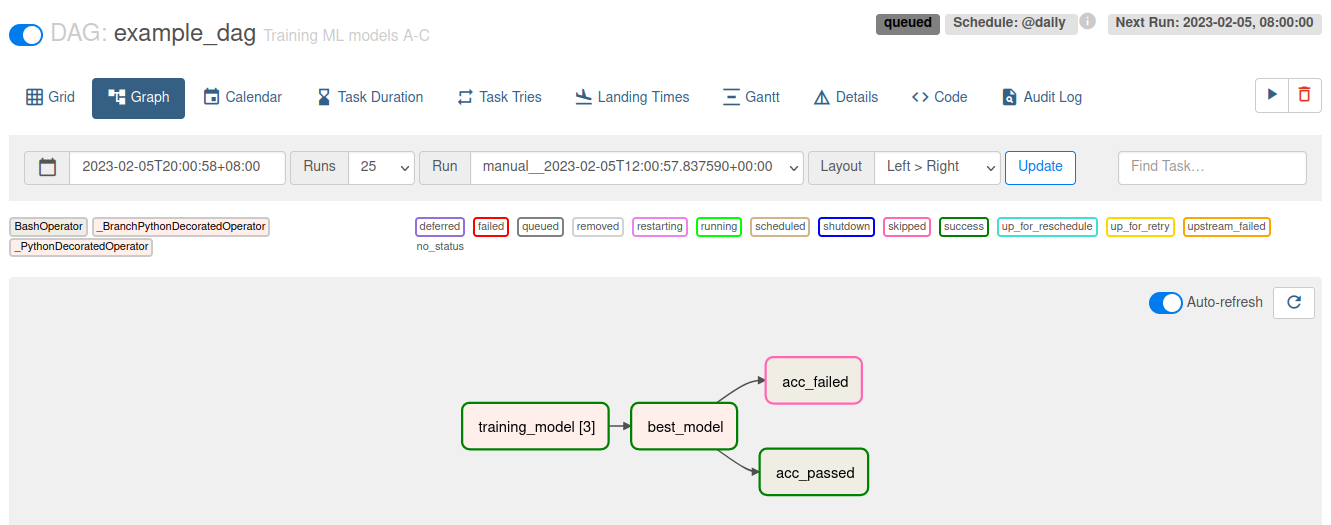 DAG: example_dag Training ML models A-C
queued Schedule: @daily Next Run: 2023-02-05, 08:00:00
Grid Graph Calendar Task Duration Task Tries Landing Times Gantt Details Code Audit Log
2023-02-05T20:00:58+08:00 Runs 25 Run manual__2023-02-05T12:00:57.837590+00:00 Layout Left > Right Update Find Task...
BashOperator _BranchPythonDecoratedOperator
_PythonDecoratedOperator
deferred failed queued removed restarting running scheduled shutdown skipped success up_for_reschedule up_for_retry upstream_failed
no_status
Auto-refresh
acc_failed
training_model [3] best_model
acc_passed